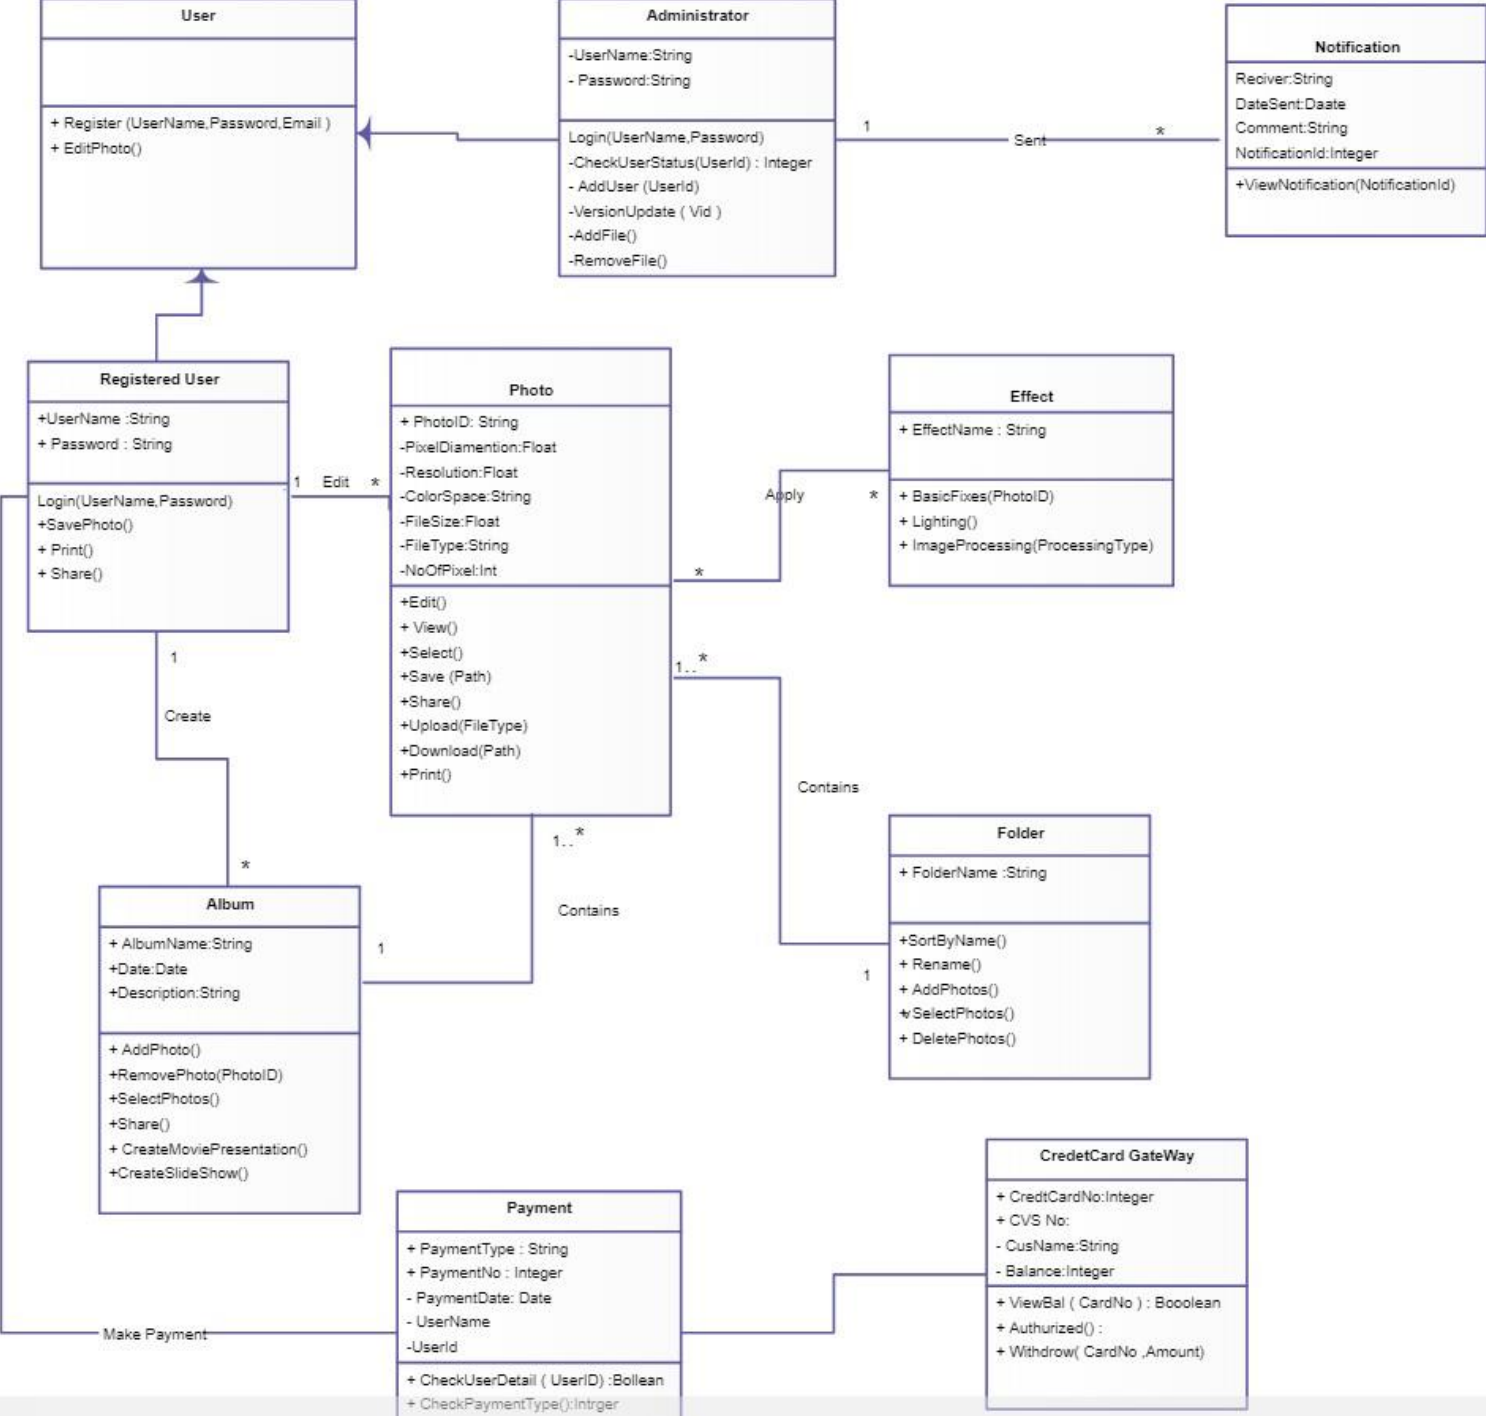 User
+ Register (UserName,Password,Email )
+ EditPhoto()
Administrator
-UserName:String
- Password:String
Login(UserName,Password)
-CheckUserStatus(UserId) : Integer
- AddUser (UserId)
-VersionUpdate ( Vid )
-AddFile()
-RemoveFile()
1
Sent
*
Notification
Reciver:String
DateSent:Daate
Comment:String
NotificationId:Integer
+ViewNotification(NotificationId)
Registered User
+UserName :String
+ Password : String
Login(UserName,Password)
+SavePhoto()
+ Print()
+ Share()
1 Edit *
Photo
+ PhotoID: String
-PixelDiamention:Float
-Resolution:Float
-ColorSpace:String
-FileSize:Float
-FileType:String
-NoOfPixel:Int
+Edit()
+ View()
+Select()
+Save (Path)
+Share()
+Upload(FileType)
+Download(Path)
+Print()
Apply
*
*
Effect
+ EffectName : String
+ BasicFixes(PhotoID)
+ Lighting()
+ ImageProcessing(ProcessingType)
1..*
Contains
1
Folder
+ FolderName :String
+SortByName()
+ Rename()
+ AddPhotos()
+ SelectPhotos()
+ DeletePhotos()
1
Create
*
Album
+ AlbumName:String
+Date:Date
+Description:String
+ AddPhoto()
+RemovePhoto(PhotoID)
+SelectPhotos()
+Share()
+ CreateMoviePresentation()
+CreateSlideShow()
1..*
Contains
1
Make Payment
Payment
+ PaymentType : String
+ PaymentNo : Integer
- PaymentDate: Date
- UserName
-UserId
+ CheckUserDetail ( UserID) :Bollean
+ CheckPaymentType():Intrger
CredetCard GateWay
+ CredtCardNo:Integer
+ CVS No:
- CusName:String
- Balance:Integer
+ ViewBal ( CardNo ) : Booolean
+ Authurized() :
+ Withdrow( CardNo ,Amount)